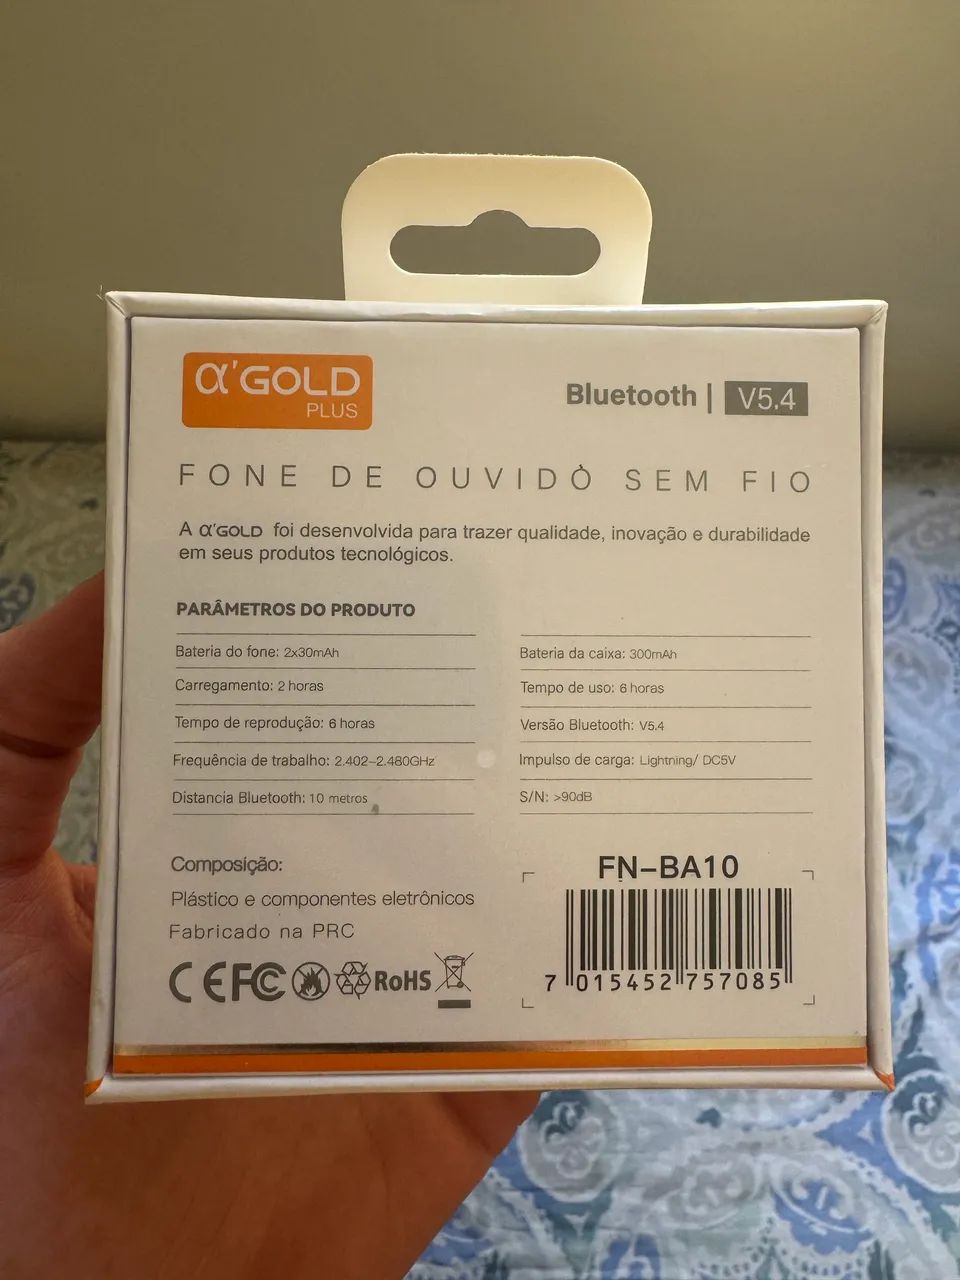 α'GOLD
PLUS
Bluetooth | V5.4
FONE DE OUVIDO SEM FIO
A α'GOLD foi desenvolvida para trazer qualidade, inovação e durabilidade
em seus produtos tecnológicos.
PARÂMETROS DO PRODUTO
Bateria do fone: 2x30mAh
Carregamento: 2 horas
Tempo de reprodução: 6 horas
Frequência de trabalho: 2.402-2.480GHz
Distancia Bluetooth: 10 metros
Bateria da caixa: 300mAh
Tempo de uso: 6 horas
Versão Bluetooth: V5.4
Impulso de carga: Lightning/ DC5V
S/N: >90dB
Composição:
Plástico e componentes eletrônicos
Fabricado na PRC
CE FC RoHS
FN-BA10
7 015452 757085